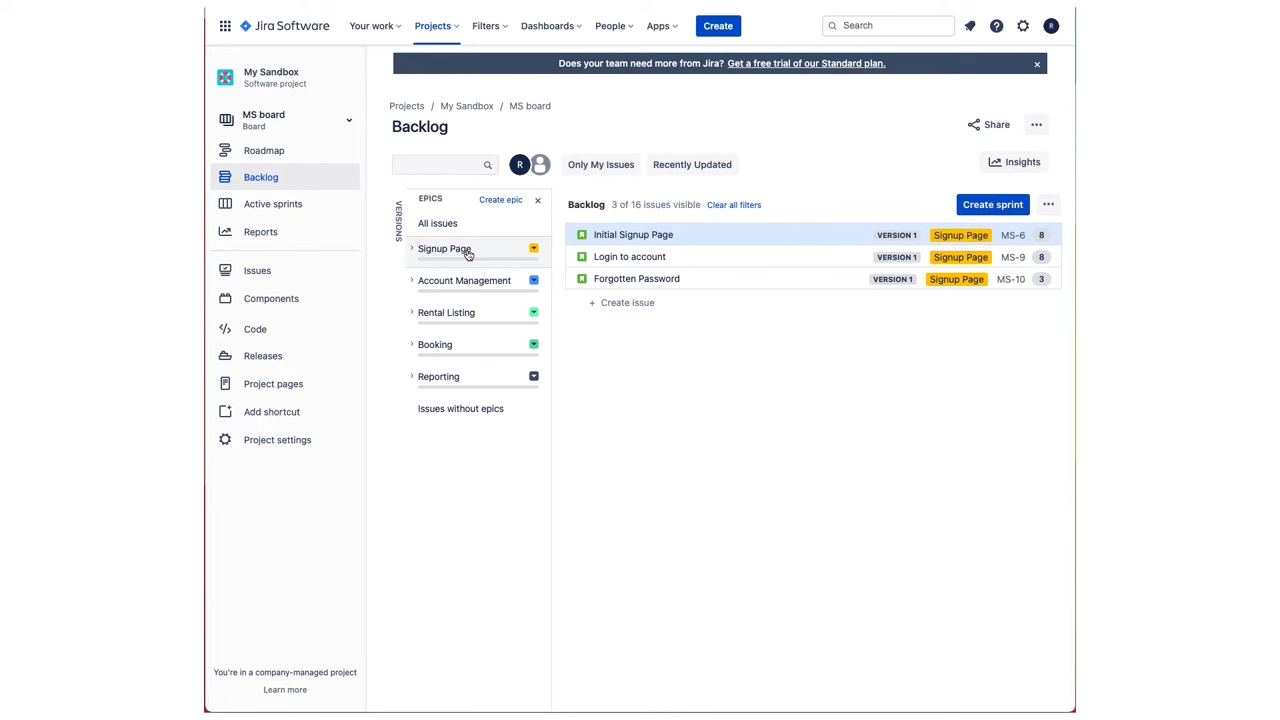 Jira Software
Your work
Projects
Filters
Dashboards
People
Apps
Create
Search
R
My Sandbox
Software project
Does your team need more from Jira? Get a free trial of our Standard plan.
MS board
Board
Roadmap
Backlog
Active sprints
Reports
Issues
Components
Code
Releases
Project pages
Add shortcut
Project settings
You're in a company-managed project
Learn more
Projects / My Sandbox / MS board
Backlog
Share
R
Only My Issues
Recently Updated
Insights
VERSIONS
EPICS
Create epic
All issues
Signup Page
Account Management
Rental Listing
Booking
Reporting
Issues without epics
Backlog 3 of 16 issues visible Clear all filters
Create sprint
Initial Signup Page VERSION 1 Signup Page MS-6 8
Login to account VERSION 1 Signup Page MS-9 8
Forgotten Password VERSION 1 Signup Page MS-10 3
+ Create issue